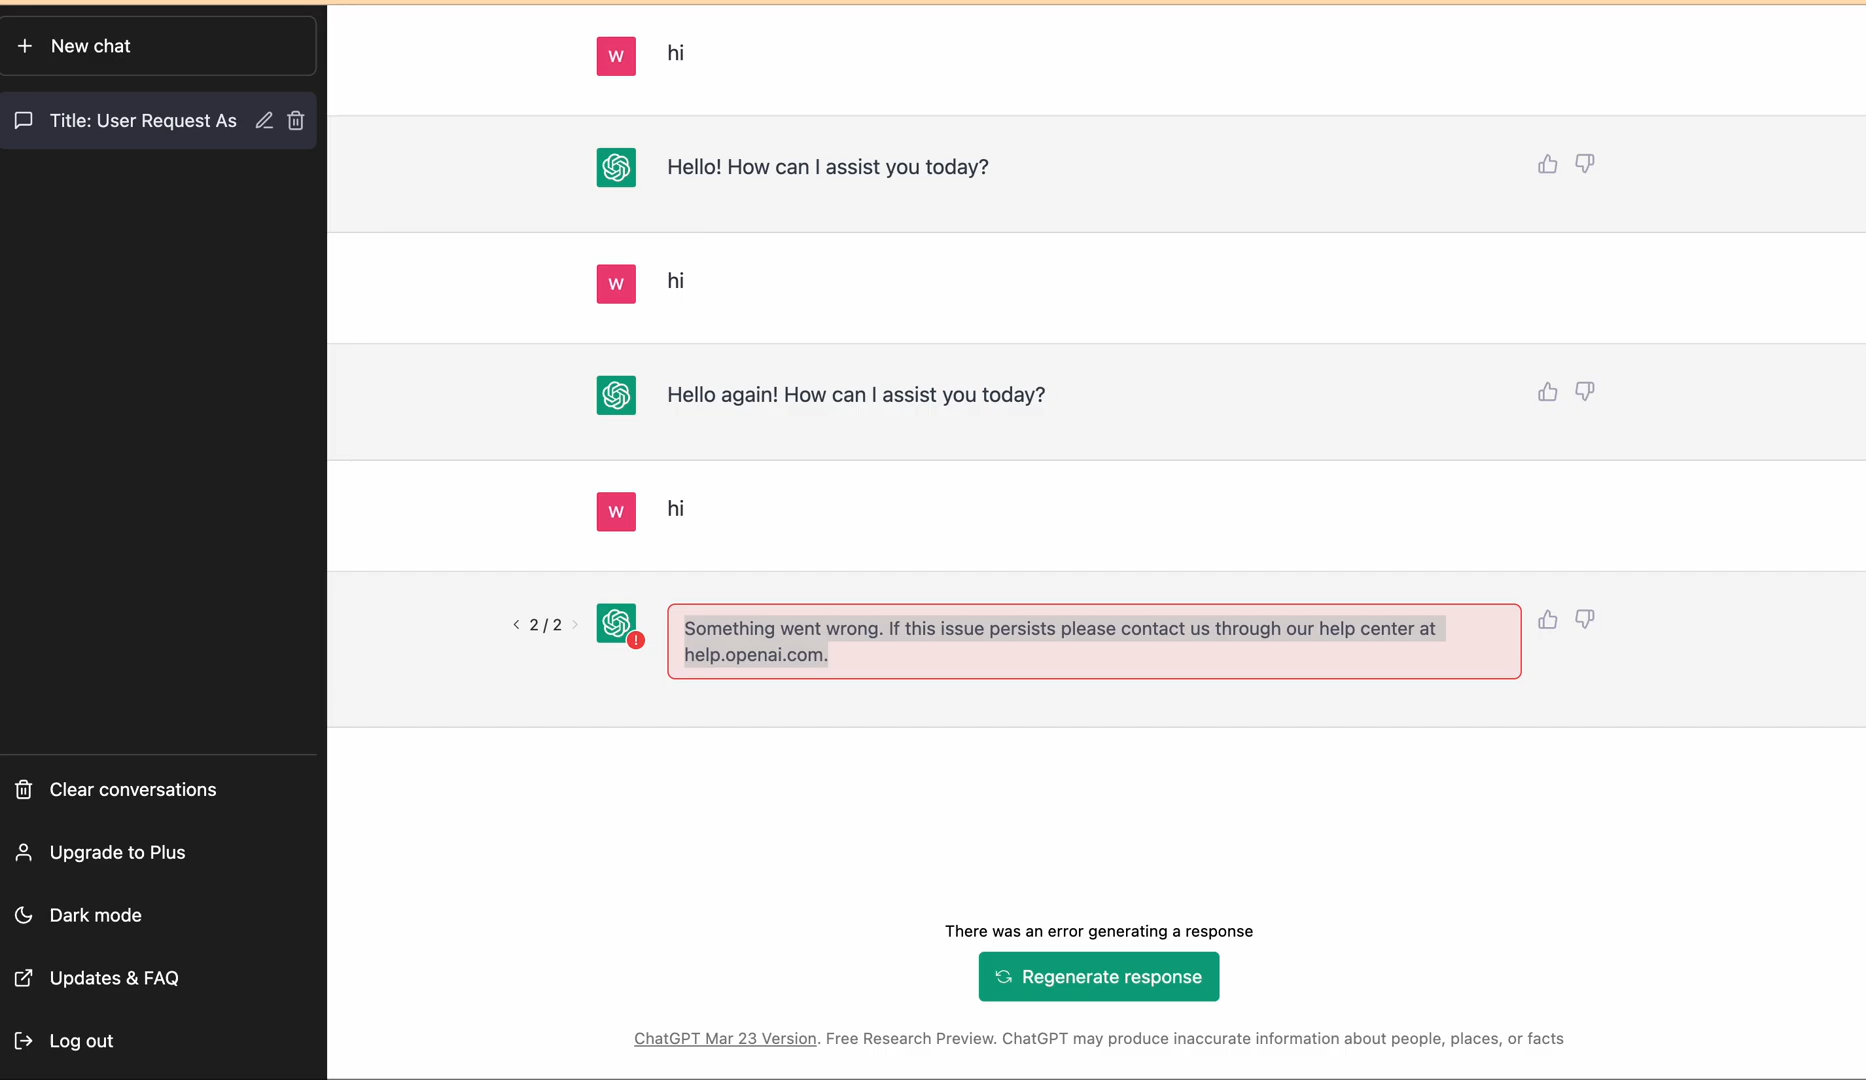 New chat
Title: User Request As
Clear conversations
Upgrade to Plus
Dark mode
Updates & FAQ
Log out
W
hi
Hello! How can I assist you today?
W
hi
Hello again! How can I assist you today?
W
hi
< 2 / 2 >
!
Something went wrong. If this issue persists please contact us through our help center at
help.openai.com.
There was an error generating a response
Regenerate response
ChatGPT Mar 23 Version. Free Research Preview. ChatGPT may produce inaccurate information about people, places, or facts